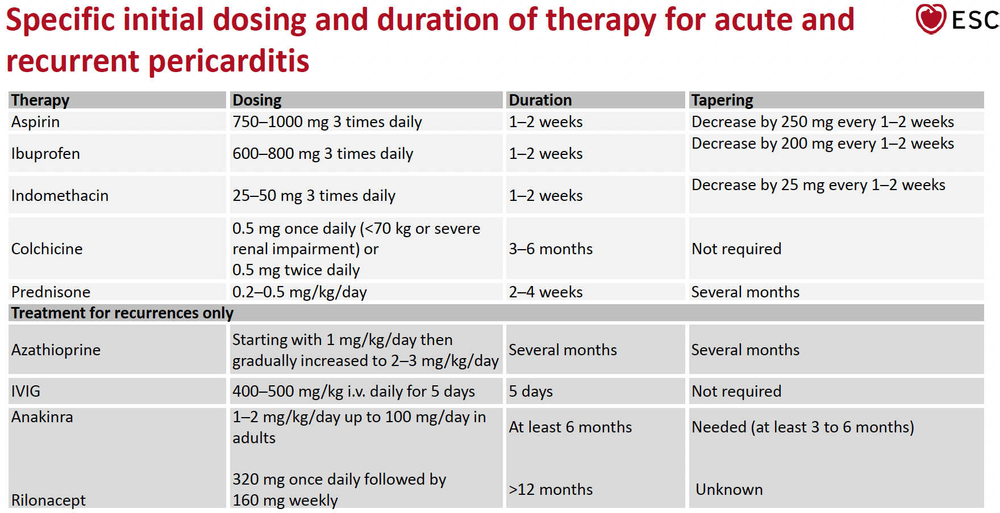 Specific initial dosing and duration of therapy for acute and
recurrent pericarditis
ESC
Therapy Dosing Duration Tapering
Aspirin 750–1000 mg 3 times daily 1–2 weeks Decrease by 250 mg every 1–2 weeks
Ibuprofen 600–800 mg 3 times daily 1–2 weeks Decrease by 200 mg every 1–2 weeks
Indomethacin 25–50 mg 3 times daily 1–2 weeks Decrease by 25 mg every 1–2 weeks
Colchicine
0.5 mg once daily (<70 kg or severe
renal impairment) or
0.5 mg twice daily
3–6 months
Not required
Prednisone 0.2–0.5 mg/kg/day 2–4 weeks Several months
Treatment for recurrences only
Azathioprine
Starting with 1 mg/kg/day then
gradually increased to 2–3 mg/kg/day
Several months
Several months
IVIG 400–500 mg/kg i.v. daily for 5 days 5 days Not required
Anakinra
1–2 mg/kg/day up to 100 mg/day in
adults
At least 6 months
Needed (at least 3 to 6 months)
Rilonacept
320 mg once daily followed by
160 mg weekly
>12 months
Unknown